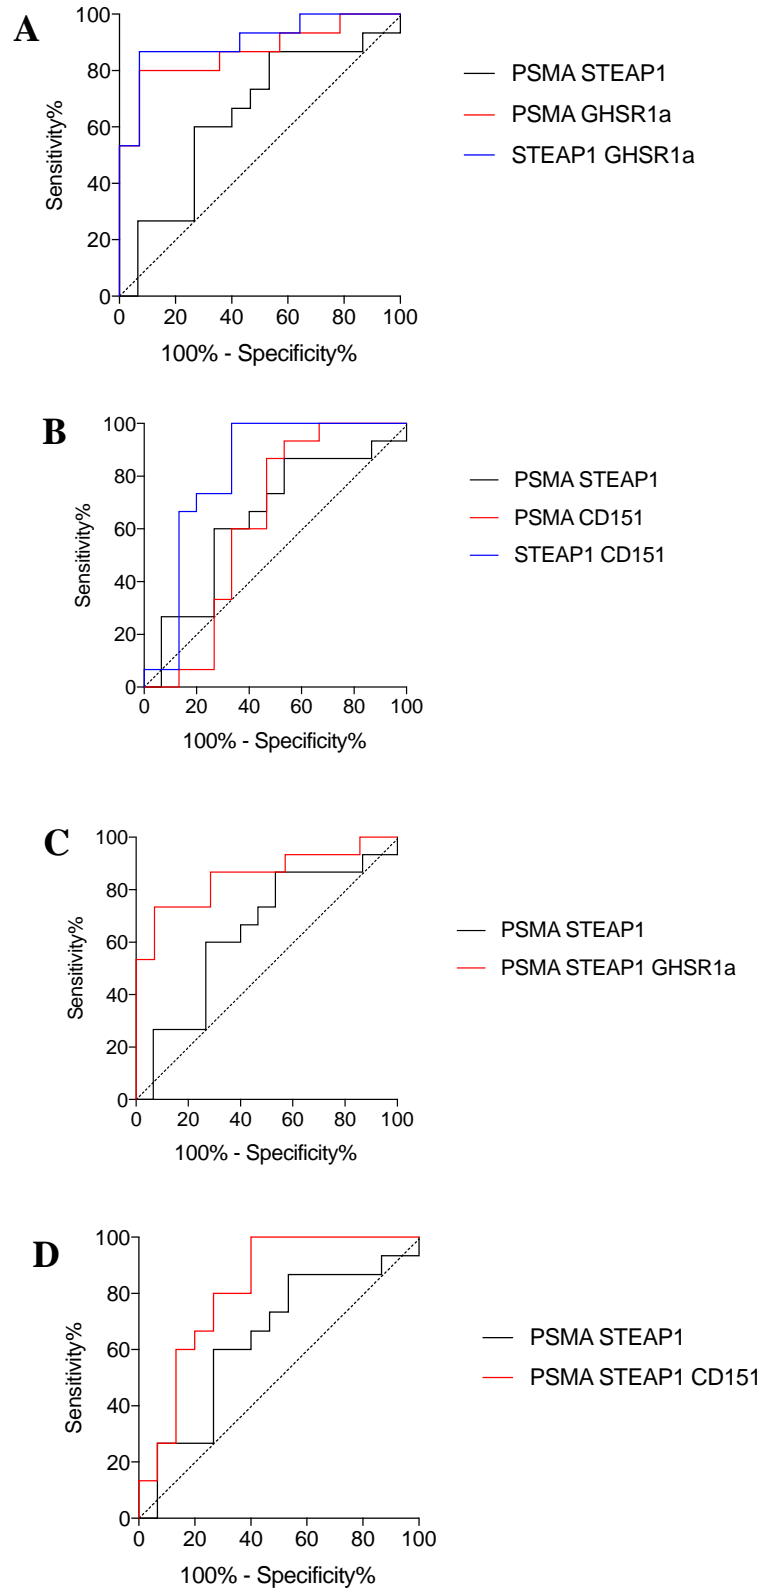 A
100
80
60
40
20
0
Sensitivity%
0 20 40 60 80 100
100% - Specificity%
PSMA STEAP1
PSMA GHSR1a
STEAP1 GHSR1a
B
100
80
60
40
20
0
Sensitivity%
0 20 40 60 80 100
100% - Specificity%
PSMA STEAP1
PSMA CD151
STEAP1 CD151
C
100
80
60
40
20
0
Sensitivity%
0 20 40 60 80 100
100% - Specificity%
PSMA STEAP1
PSMA STEAP1 GHSR1a
D
100
80
60
40
20
0
Sensitivity%
0 20 40 60 80 100
100% - Specificity%
PSMA STEAP1
PSMA STEAP1 CD151